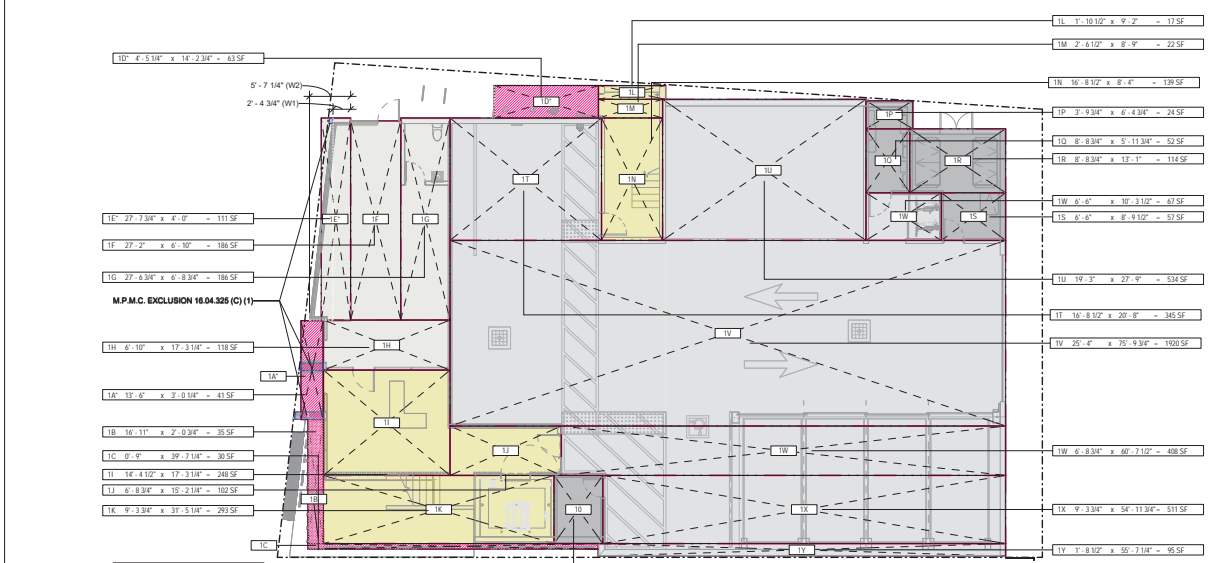 1L 1' - 10 1/2" x 9' - 2" = 17 SF
1M 2' - 6 1/2" x 8' - 9" = 22 SF
1D* 4' - 5 1/4" x 14' - 2 3/4" = 63 SF
1N 16' - 8 1/2" x 8' - 4" = 139 SF
5' - 7 1/4" (W2)
2' - 4 3/4" (W1)
1L
1D*
1M
1P
1P 3' - 9 3/4" x 6' - 4 3/4" = 24 SF
1Q 8' - 8 3/4" x 5' - 11 3/4" = 52 SF
1R 8' - 8 3/4" x 13' - 1" = 114 SF
1Q
1R
1T
1N
1U
1W 6' - 6" x 10' - 3 1/2" = 67 SF
1S 6' - 6" x 8' - 9 1/2" = 57 SF
1E* 27' - 7 3/4" x 4' - 0" = 111 SF
1E*
1F
1G
1W
1S
1F 27' - 2" x 6' - 10" = 186 SF
1G 27' - 6 3/4" x 6' - 8 3/4" = 186 SF
1U 19' - 3" x 27' - 9" = 534 SF
M.P.M.C. EXCLUSION 16.04.325 (C) (1)
1T 16' - 8 1/2" x 20' - 8" = 345 SF
1V
1V 25' - 4" x 75' - 9 3/4" = 1920 SF
1H 6' - 10" x 17' - 3 1/4" = 118 SF
1H
1A*
1A* 13' - 6" x 3' - 0 1/4" = 41 SF
1I
1B 16' - 11" x 2' - 0 3/4" = 35 SF
1C 0' - 9" x 39' - 7 1/4" = 30 SF
1J
1W
1W 6' - 8 3/4" x 60' - 7 1/2" = 408 SF
1I 14' - 4 1/2" x 17' - 3 1/4" = 248 SF
1J 6' - 8 3/4" x 15' - 2 1/4" = 102 SF
1B
1K 9' - 3 3/4" x 31' - 5 1/4" = 293 SF
1K
10
1X
1X 9' - 3 3/4" x 54' - 11 3/4" = 511 SF
1C
1Y
1Y 1' - 8 1/2" x 55' - 7 1/4" = 95 SF